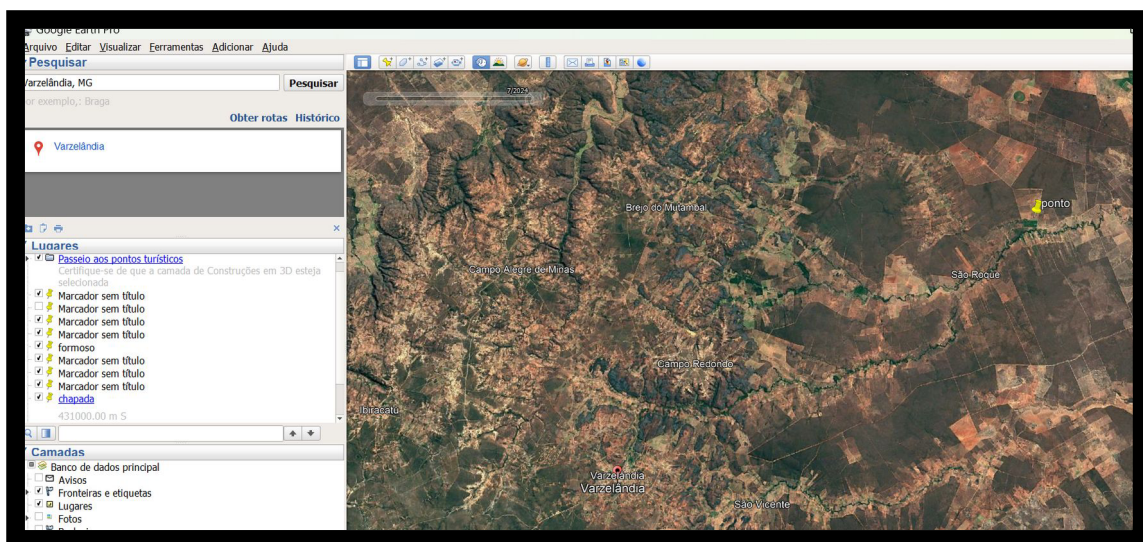 Google Earth Pro
Arquivo Editar Visualizar Ferramentas Adicionar Ajuda
Pesquisar
Varzelândia, MG
Pesquisar
por exemplo,: Braga
Obter rotas Histórico
Varzelândia
Lugares
Passeio aos pontos turísticos
Certifique-se de que a camada de Construções em 3D esteja
selecionada
Marcador sem título
Marcador sem título
Marcador sem título
Marcador sem título
formoso
Marcador sem título
Marcador sem título
Marcador sem título
chapada
431000.00 m S
Camadas
Banco de dados principal
Avisos
Fronteiras e etiquetas
Lugares
Fotos
7/2024
Brejo do Mutambal
ponto
Campo Alegre de Minas
São Roque
Campo Redondo
Ibiracatu
Varzelândia
Varzelândia
São Vicente